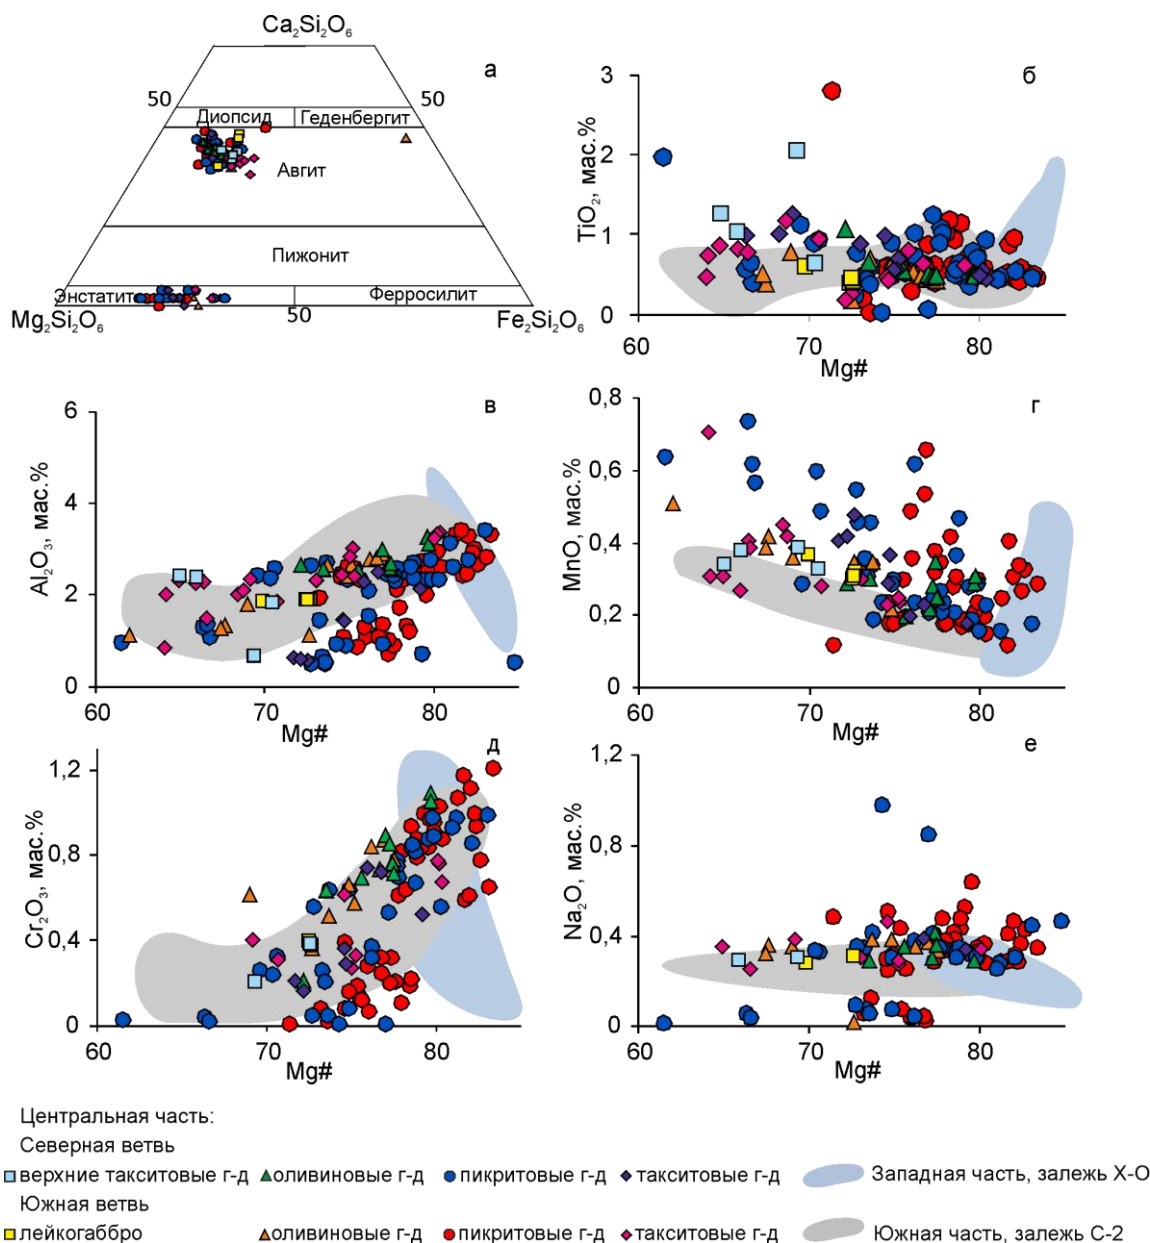 Ca₂Si₂O₆
а
50
50
Диопсид
Геденбергит
Авгит
Пижонит
Энстатит
Ферросилит
Mg₂Si₂O₆
50
Fe₂Si₂O₆
б
TiO₂, мас.%
3
2
1
0
60
70
80
Mg#
в
Al₂O₃, мас.%
6
4
2
0
60
70
80
Mg#
г
MnO, мас.%
0,8
0,6
0,4
0,2
0
60
70
80
Mg#
д
Cr₂O₃, мас.%
1,2
0,8
0,4
0
60
70
80
Mg#
е
Na₂O, мас.%
1,2
0,8
0,4
0
60
70
80
Mg#
Центральная часть:
Северная ветвь
верхние такситовые г-д оливиновые г-д пикритовые г-д такситовые г-д Западная часть, залежь Х-О
Южная ветвь
лейкогаббро оливиновые г-д пикритовые г-д такситовые г-д Южная часть, залежь С-2